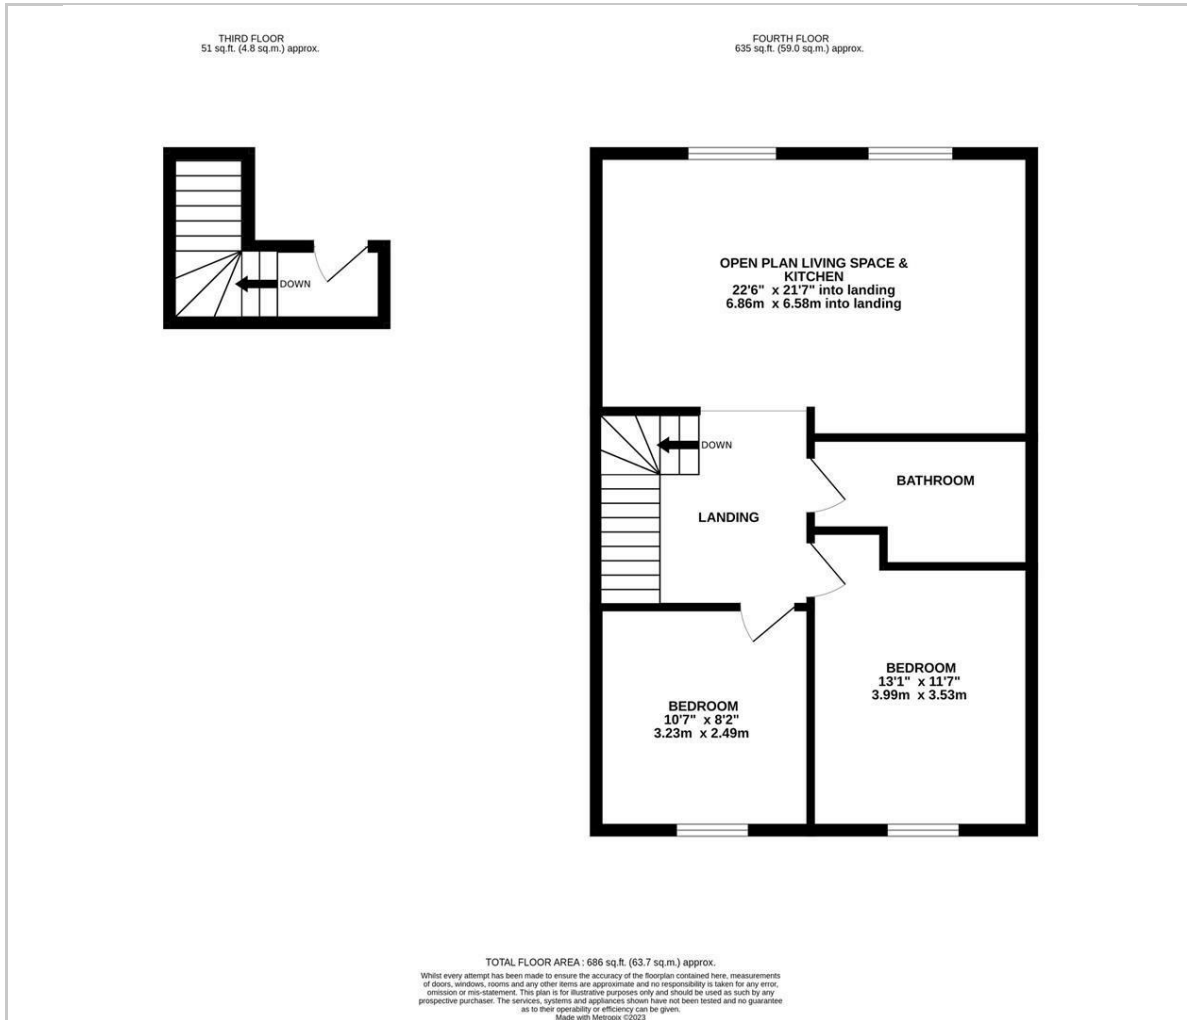 THIRD FLOOR
51 sq.ft. (4.8 sq.m.) approx.
FOURTH FLOOR
635 sq.ft. (59.0 sq.m.) approx.
DOWN
OPEN PLAN LIVING SPACE &
KITCHEN
22'6" x 21'7" into landing
6.86m x 6.58m into landing
DOWN
BATHROOM
LANDING
BEDROOM
13'1" x 11'7"
3.99m x 3.53m
BEDROOM
10'7" x 8'2"
3.23m x 2.49m
TOTAL FLOOR AREA : 686 sq.ft. (63.7 sq.m.) approx.
Whilst every attempt has been made to ensure the accuracy of the floorplan contained here, measurements
of doors, windows, rooms and any other items are approximate and no responsibility is taken for any error,
omission or mis-statement. This plan is for illustrative purposes only and should be used as such by any
prospective purchaser. The services, systems and appliances shown have not been tested and no guarantee
as to their operability or efficiency can be given.
Made with Metropix ©2023